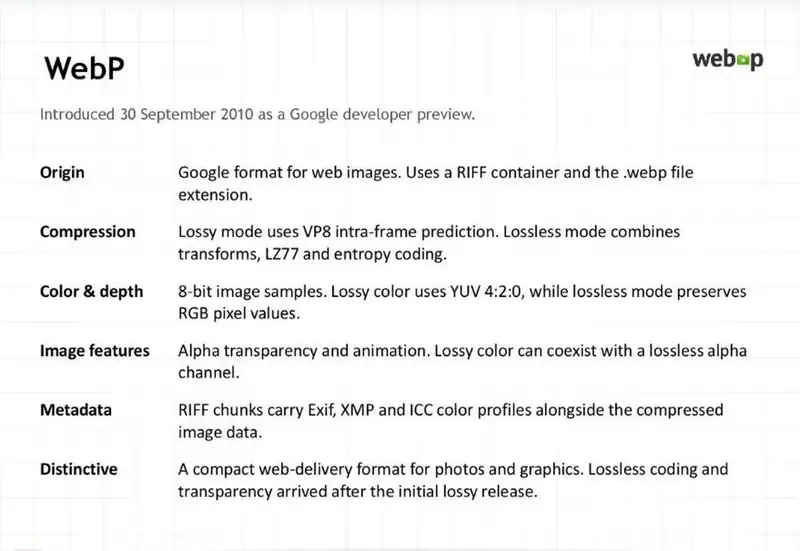 WebP
webp
Introduced 30 September 2010 as a Google developer preview.
Origin
Google format for web images. Uses a RIFF container and the .webp file
extension.
Compression
Lossy mode uses VP8 intra-frame prediction. Lossless mode combines
transforms, LZ77 and entropy coding.
Color & depth
8-bit image samples. Lossy color uses YUV 4:2:0, while lossless mode preserves
RGB pixel values.
Image features
Alpha transparency and animation. Lossy color can coexist with a lossless alpha
channel.
Metadata
RIFF chunks carry Exif, XMP and ICC color profiles alongside the compressed
image data.
Distinctive
A compact web-delivery format for photos and graphics. Lossless coding and
transparency arrived after the initial lossy release.